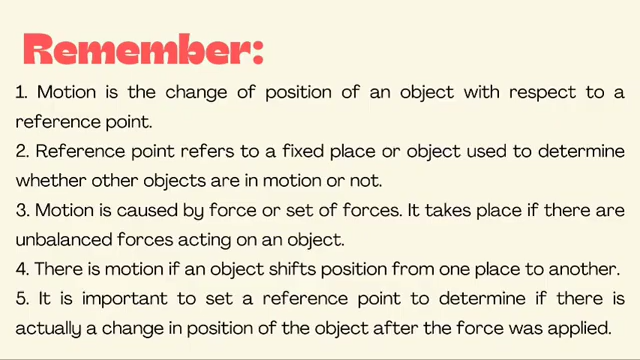 Remember:
1. Motion is the change of position of an object with respect to a
reference point.
2. Reference point refers to a fixed place or object used to determine
whether other objects are in motion or not.
3. Motion is caused by force or set of forces. It takes place if there are
unbalanced forces acting on an object.
4. There is motion if an object shifts position from one place to another.
5. It is important to set a reference point to determine if there is
actually a change in position of the object after the force was applied.